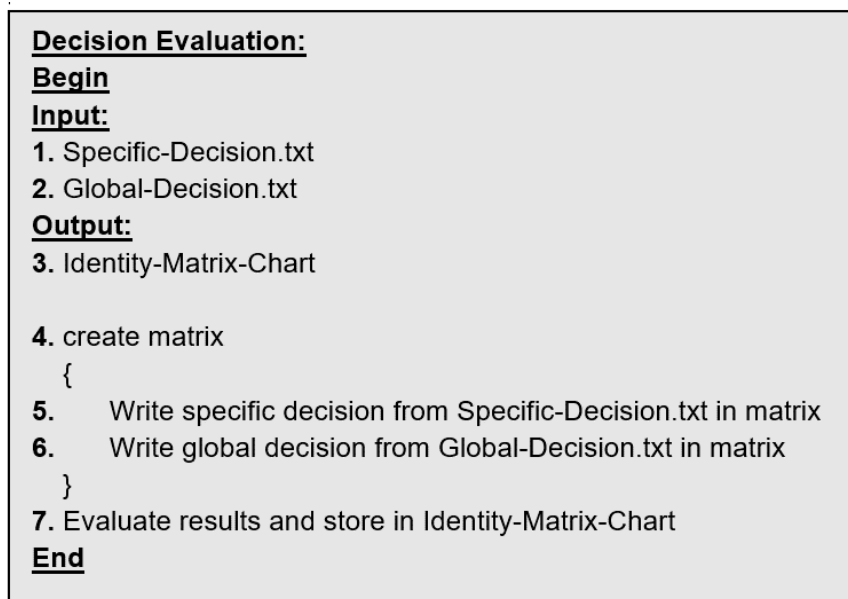 Decision Evaluation:
Begin
Input:
1. Specific-Decision.txt
2. Global-Decision.txt
Output:
3. Identity-Matrix-Chart
4. create matrix
{
5. Write specific decision from Specific-Decision.txt in matrix
6. Write global decision from Global-Decision.txt in matrix
}
7. Evaluate results and store in Identity-Matrix-Chart
End